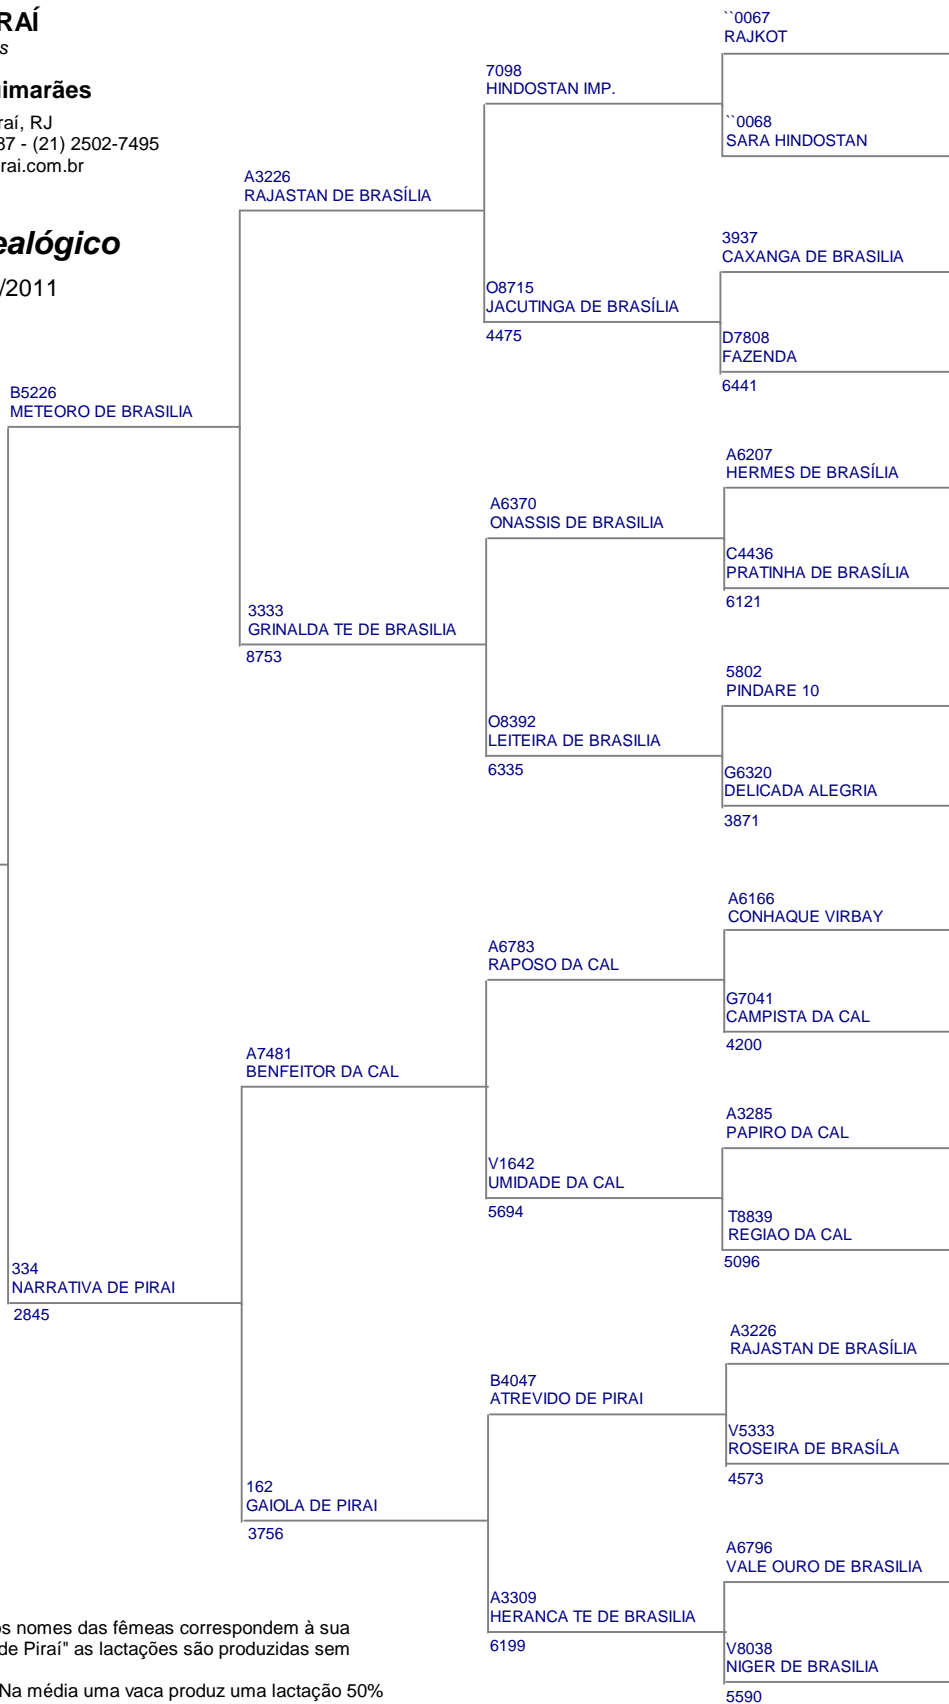 RAÍ
s
uimarães
raí, RJ
37 - (21) 2502-7495
rai.com.br
ealógico
/2011
B5226
METEORO DE BRASILIA
334
NARRATIVA DE PIRAI
2845
A3226
RAJASTAN DE BRASÍLIA
3333
GRINALDA TE DE BRASILIA
8753
A7481
BENFEITOR DA CAL
162
GAIOLA DE PIRAI
3756
7098
HINDOSTAN IMP.
O8715
JACUTINGA DE BRASÍLIA
4475
A6370
ONASSIS DE BRASILIA
O8392
LEITEIRA DE BRASILIA
6335
A6783
RAPOSO DA CAL
V1642
UMIDADE DA CAL
5694
B4047
ATREVIDO DE PIRAI
A3309
HERANCA TE DE BRASILIA
6199
``0067
RAJKOT
``0068
SARA HINDOSTAN
3937
CAXANGA DE BRASILIA
D7808
FAZENDA
6441
A6207
HERMES DE BRASÍLIA
C4436
PRATINHA DE BRASÍLIA
6121
5802
PINDARE 10
G6320
DELICADA ALEGRIA
3871
A6166
CONHAQUE VIRBAY
G7041
CAMPISTA DA CAL
4200
A3285
PAPIRO DA CAL
T8839
REGIAO DA CAL
5096
A3226
RAJASTAN DE BRASÍLIA
V5333
ROSEIRA DE BRASÍLA
4573
A6796
VALE OURO DE BRASILIA
V8038
NIGER DE BRASILIA
5590
os nomes das fêmeas correspondem à sua
de Piraí" as lactações são produzidas sem
Na média uma vaca produz uma lactação 50%